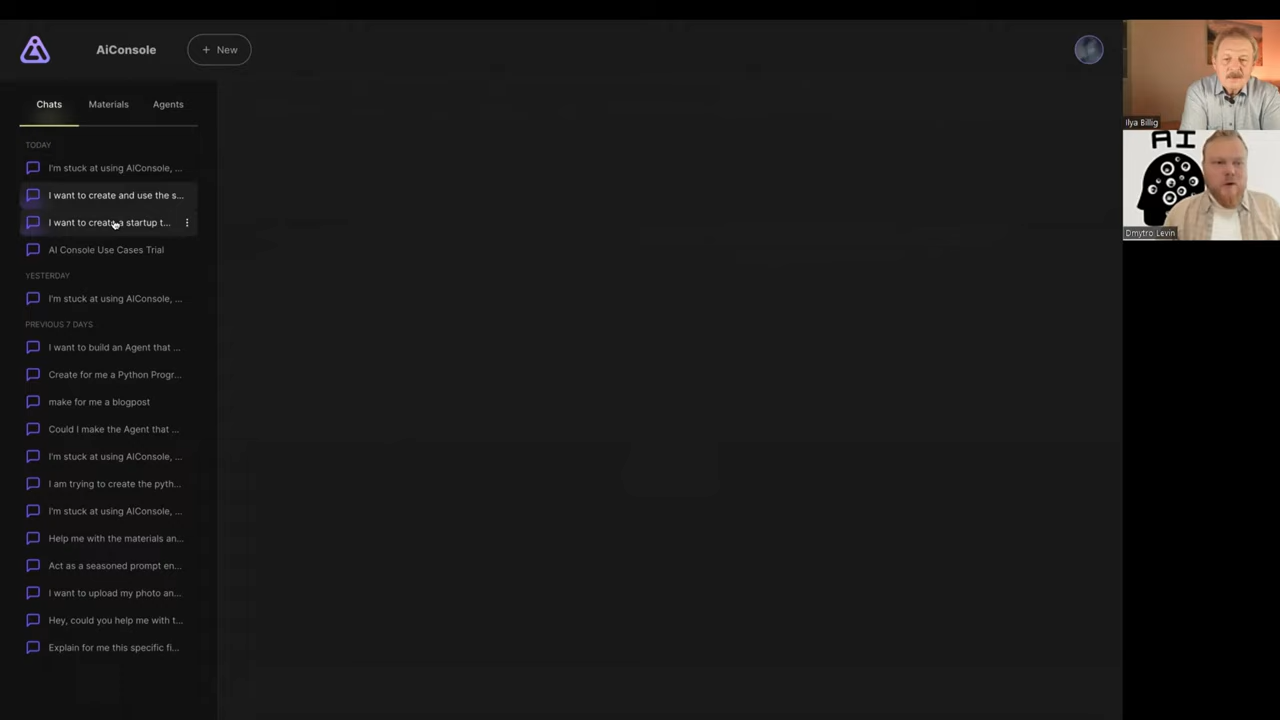 AiConsole
+ New
Chats Materials Agents
TODAY
I'm stuck at using AIConsole, ...
I want to create and use the s...
I want to create a startup t...
AI Console Use Cases Trial
YESTERDAY
I'm stuck at using AIConsole, ...
PREVIOUS 7 DAYS
I want to build an Agent that ...
Create for me a Python Progr...
make for me a blogpost
Could I make the Agent that ...
I'm stuck at using AIConsole, ...
I am trying to create the pyth...
I'm stuck at using AIConsole, ...
Help me with the materials an...
Act as a seasoned prompt en...
I want to upload my photo an...
Hey, could you help me with t...
Explain for me this specific fi...
Ilya Billig
AI
Dmytro Levin